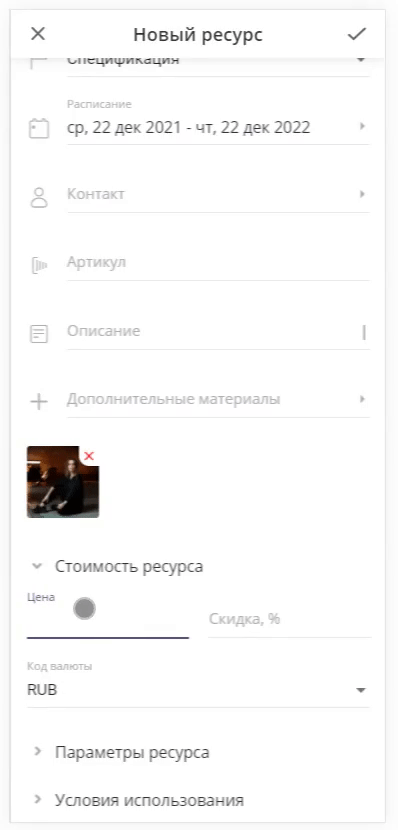 Новый ресурс
Спецификация
Расписание
ср, 22 дек 2021 - чт, 22 дек 2022
Контакт
Артикул
Описание
Дополнительные материалы
Стоимость ресурса
Цена
Скидка, %
Код валюты
RUB
Параметры ресурса
Условия использования